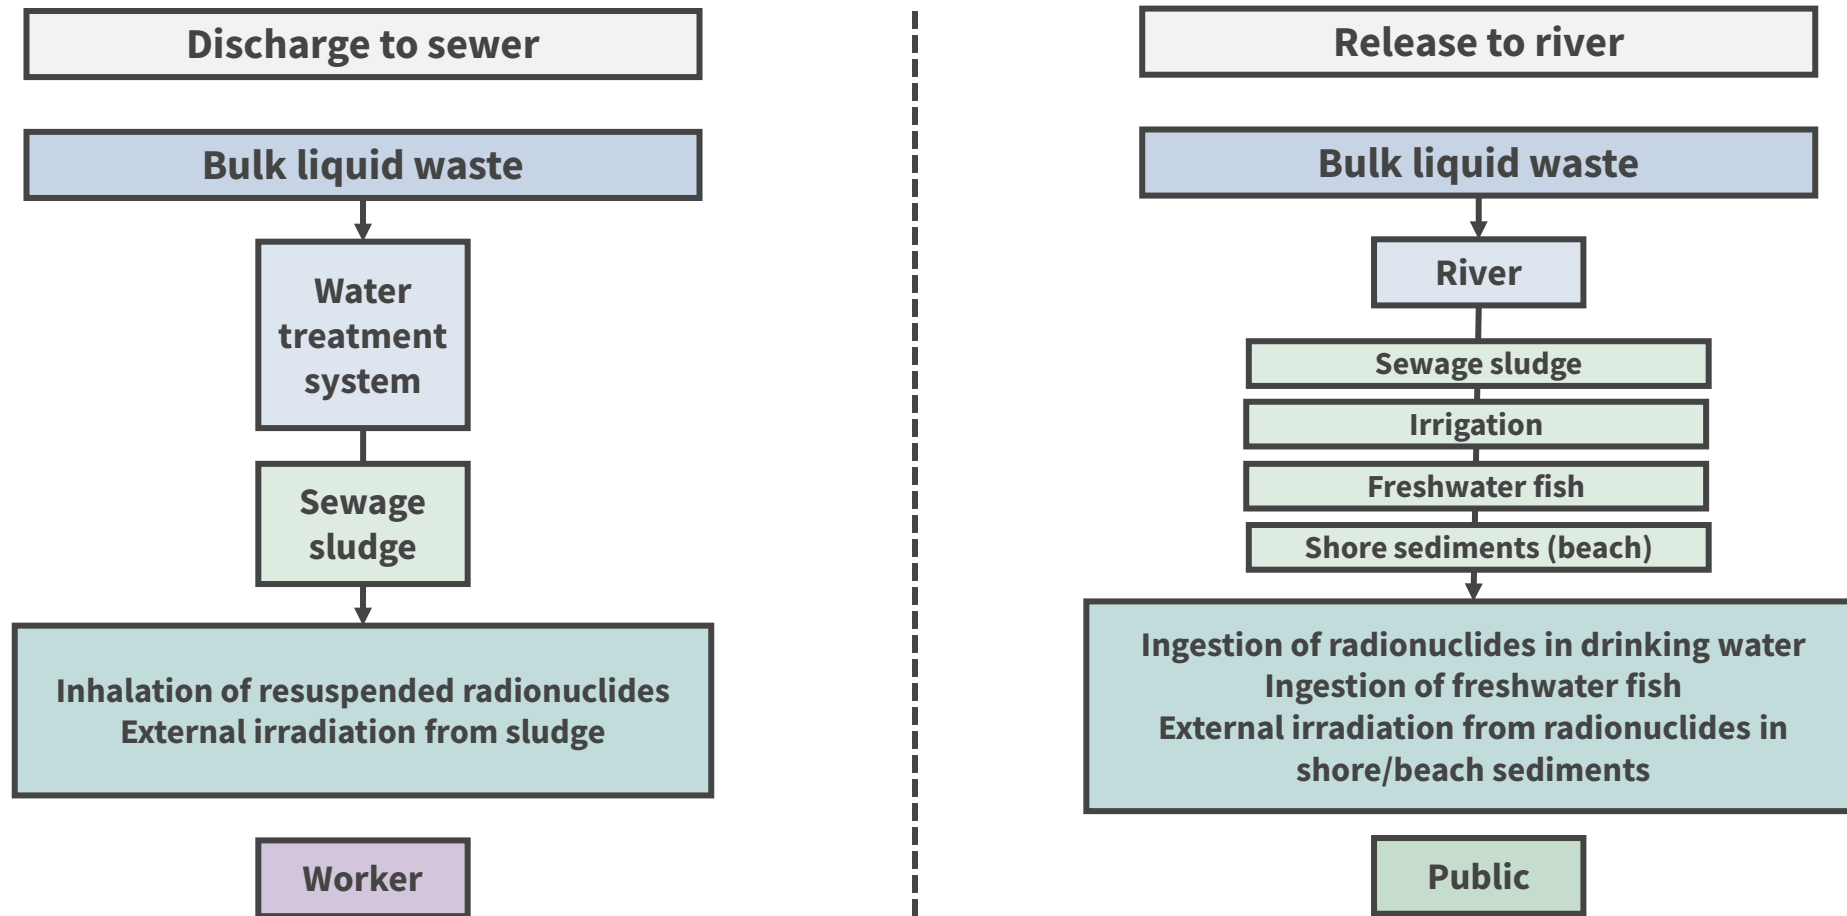 Discharge to sewer
Bulk liquid waste
Water
treatment
system
Sewage
sludge
Inhalation of resuspended radionuclides
External irradiation from sludge
Worker
Release to river
Bulk liquid waste
River
Sewage sludge
Irrigation
Freshwater fish
Shore sediments (beach)
Ingestion of radionuclides in drinking water
Ingestion of freshwater fish
External irradiation from radionuclides in
shore/beach sediments
Public